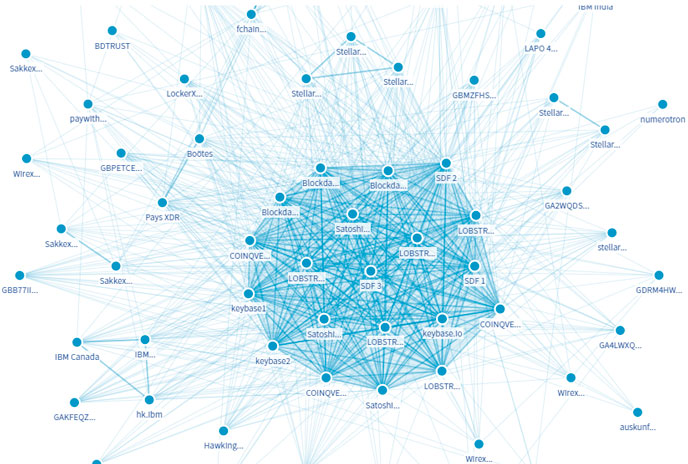 IBM India
fchain...
BDTRUST
Stellar...
LAPO 4...
Sakkex...
Stellar...
LockerX...
Stellar...
GBMZFHS...
paywith...
Stellar...
numerotron
Stellar...
Bootes
Wirex...
GBPETCE...
Blockda...
Blockda...
SDF 2
GA2WQDS...
Pays XDR
Blockda...
Satoshi...
LOBSTR...
Sakkex...
COINQVE...
LOBSTR...
stellar...
Sakkex...
LOBSTR...
SDF 3
SDF 1
GBB77II...
GDRM4HW...
keybase1
Satoshi...
LOBSTR...
keybase.io
COINQVE...
GA4LWXQ...
IBM Canada
IBM...
keybase2
COINQVE...
LOBSTR...
Wirex...
Satoshi...
GAKFEQZ...
hk.ibm
auskunf...
Hawking...
Wirex...